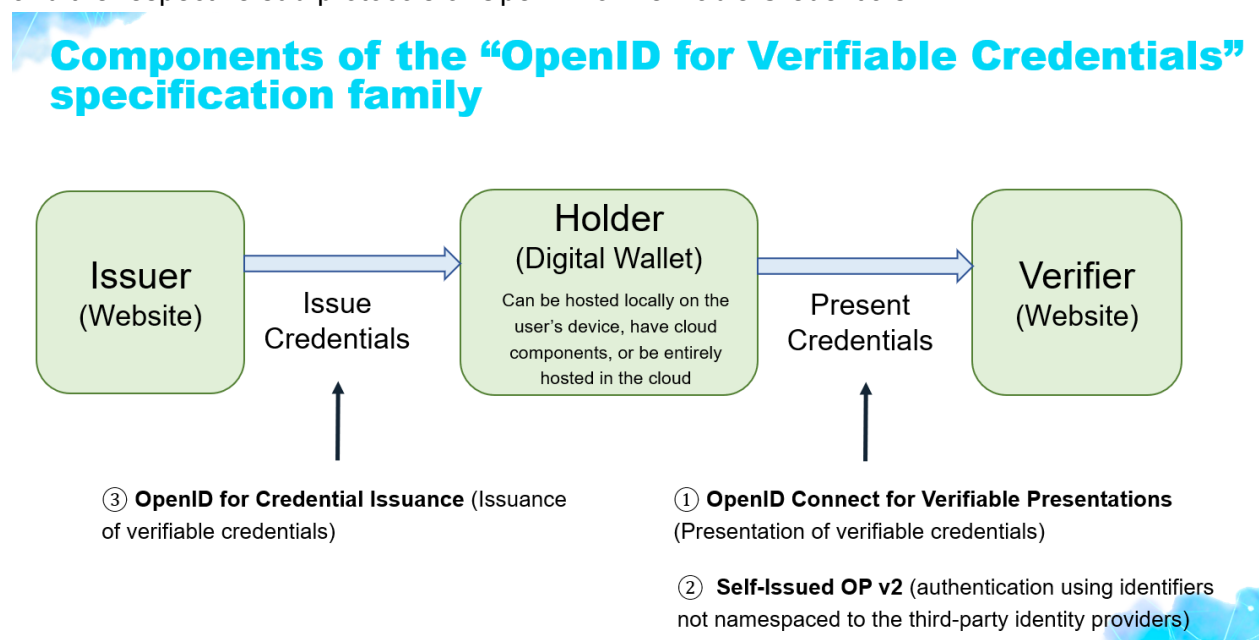 Components of the “OpenID for Verifiable Credentials”
specification family
Issuer
(Website)
Issue
Credentials
Holder
(Digital Wallet)
Can be hosted locally on the
user’s device, have cloud
components, or be entirely
hosted in the cloud
Present
Credentials
Verifier
(Website)
③ OpenID for Credential Issuance (Issuance
of verifiable credentials)
① OpenID Connect for Verifiable Presentations
(Presentation of verifiable credentials)
② Self-Issued OP v2 (authentication using identifiers
not namespaced to the third-party identity providers)